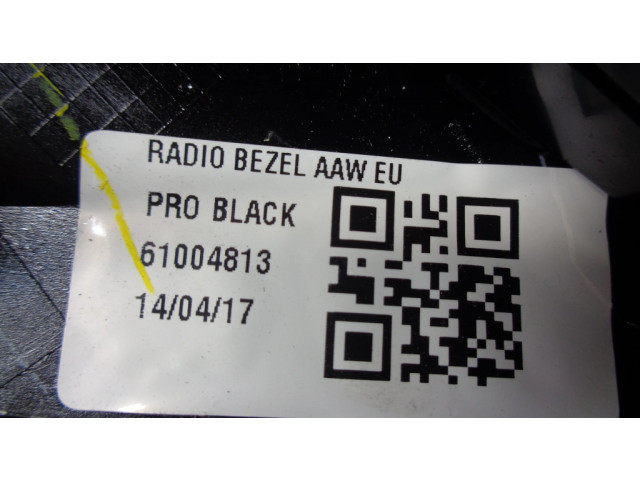 RADIO BEZEL AAW EU
PRO BLACK
61004813
14/04/17